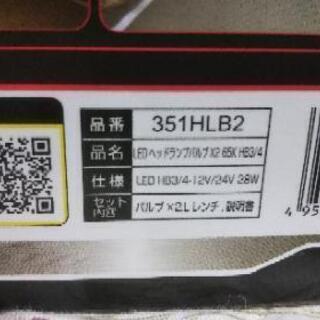 品番 351HLB2
品名 LEDヘッドランプバルブX2 65K HB3/4
仕様 LED HB3/4-12V/24V 28W
セット内容 バルブ×2.Lレンチ,説明書
4 95